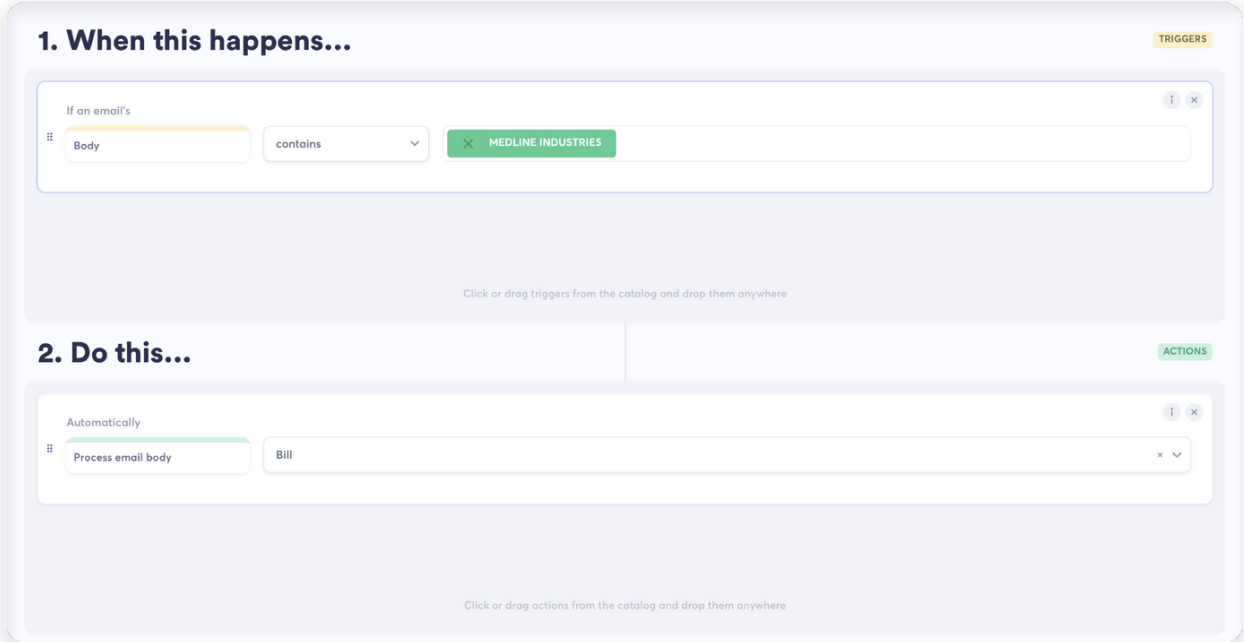 1. When this happens...
TRIGGERS
If an email's
Body
contains
MEDLINE INDUSTRIES
Click or drag triggers from the catalog and drop them anywhere
2. Do this...
ACTIONS
Automatically
Process email body
Bill
Click or drag actions from the catalog and drop them anywhere